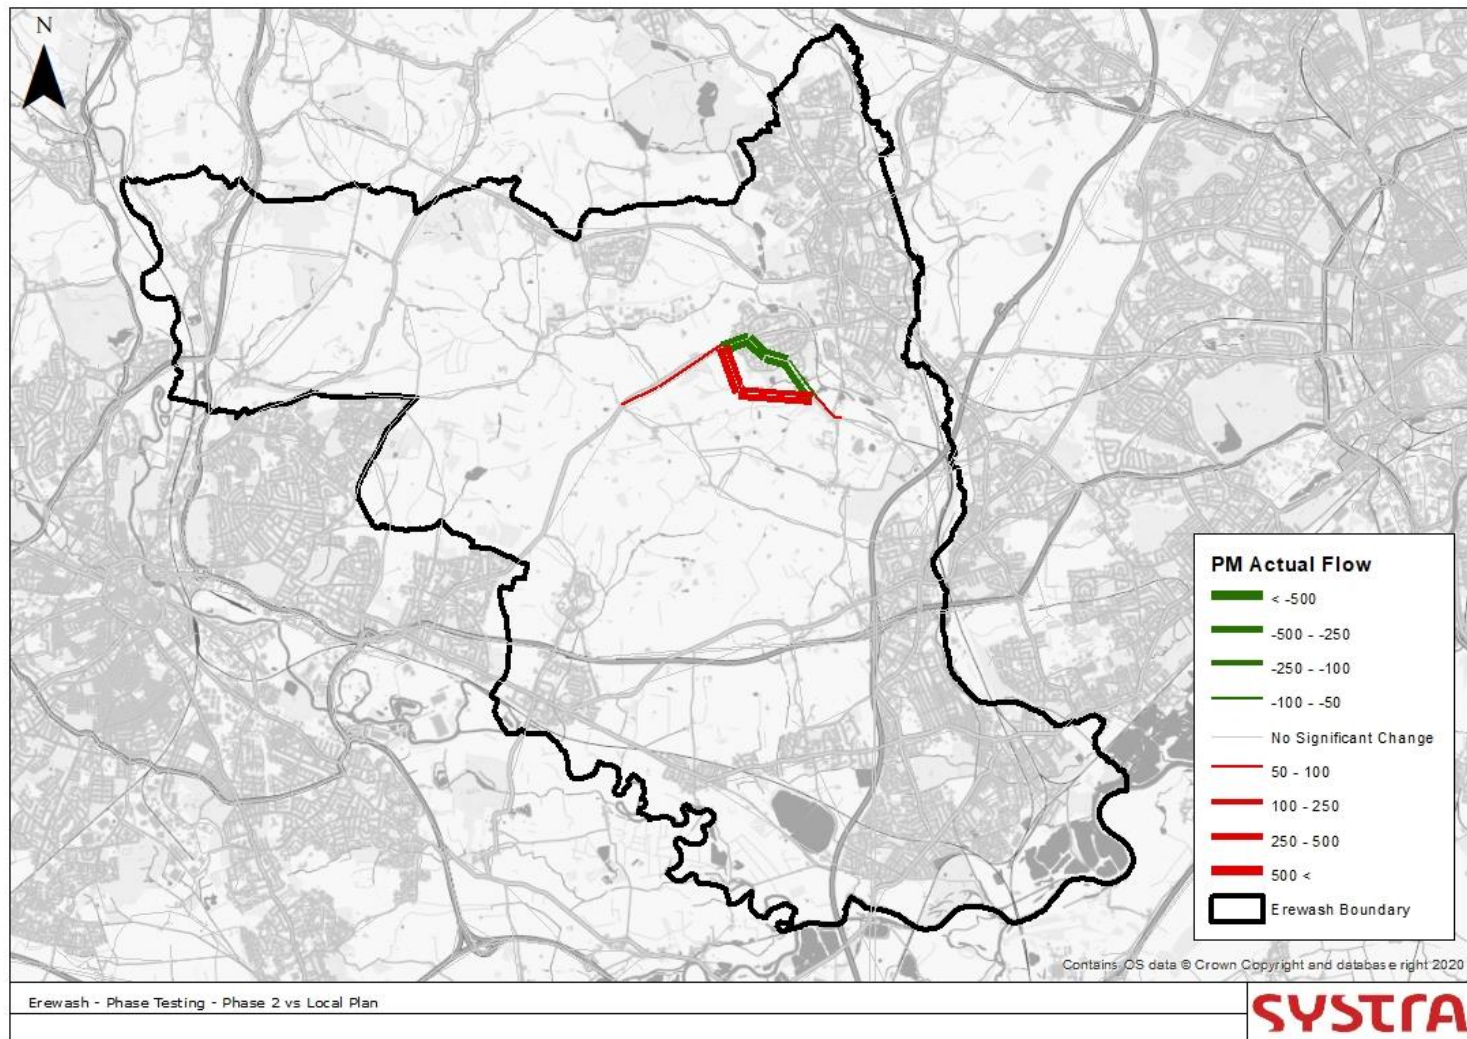 N
PM Actual Flow
< -500
-500 - -250
-250 - -100
-100 - -50
No Significant Change
50 - 100
100 - 250
250 - 500
500 <
Erewash Boundary
Contains OS data © Crown Copyright and database right 2020
Erewash - Phase Testing - Phase 2 vs Local Plan
SYSTRA